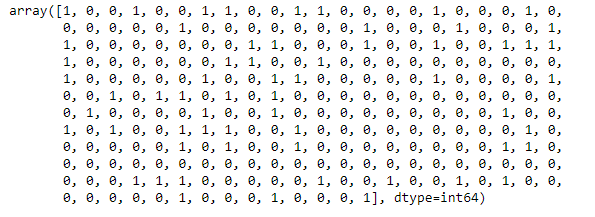 array([1, 0, 0, 1, 0, 0, 1, 1, 0, 0, 1, 1, 0, 0, 0, 0, 1, 0, 0, 0, 1, 0,
0, 0, 0, 0, 0, 1, 0, 0, 0, 0, 0, 0, 0, 1, 0, 0, 0, 1, 0, 0, 0, 1,
1, 0, 0, 0, 0, 0, 0, 0, 1, 1, 0, 0, 0, 0, 1, 0, 0, 1, 0, 1, 1, 1,
1, 0, 0, 0, 0, 0, 0, 1, 1, 0, 0, 1, 0, 0, 0, 0, 0, 0, 0, 0, 0, 0,
1, 0, 0, 0, 0, 0, 1, 0, 0, 1, 1, 0, 0, 0, 0, 0, 1, 0, 0, 0, 0, 1,
0, 0, 1, 0, 1, 1, 0, 1, 0, 1, 0, 0, 0, 0, 0, 0, 0, 0, 0, 0, 0, 0,
0, 1, 0, 0, 0, 0, 1, 0, 0, 1, 0, 0, 0, 0, 0, 0, 0, 0, 0, 1, 0, 0,
1, 0, 1, 0, 0, 1, 1, 1, 0, 0, 1, 0, 0, 0, 0, 0, 0, 0, 0, 0, 1, 0,
0, 0, 0, 0, 0, 1, 0, 1, 0, 0, 1, 0, 0, 0, 0, 0, 0, 0, 0, 1, 1, 0,
0, 0, 0, 0, 0, 0, 0, 0, 0, 0, 0, 0, 0, 0, 0, 0, 0, 0, 0, 0, 0, 0,
0, 0, 0, 1, 1, 1, 0, 0, 0, 0, 0, 1, 0, 0, 1, 0, 0, 1, 0, 1, 0, 0,
0, 0, 0, 0, 0, 1, 0, 0, 0, 1, 0, 0, 0, 1], dtype=int64)